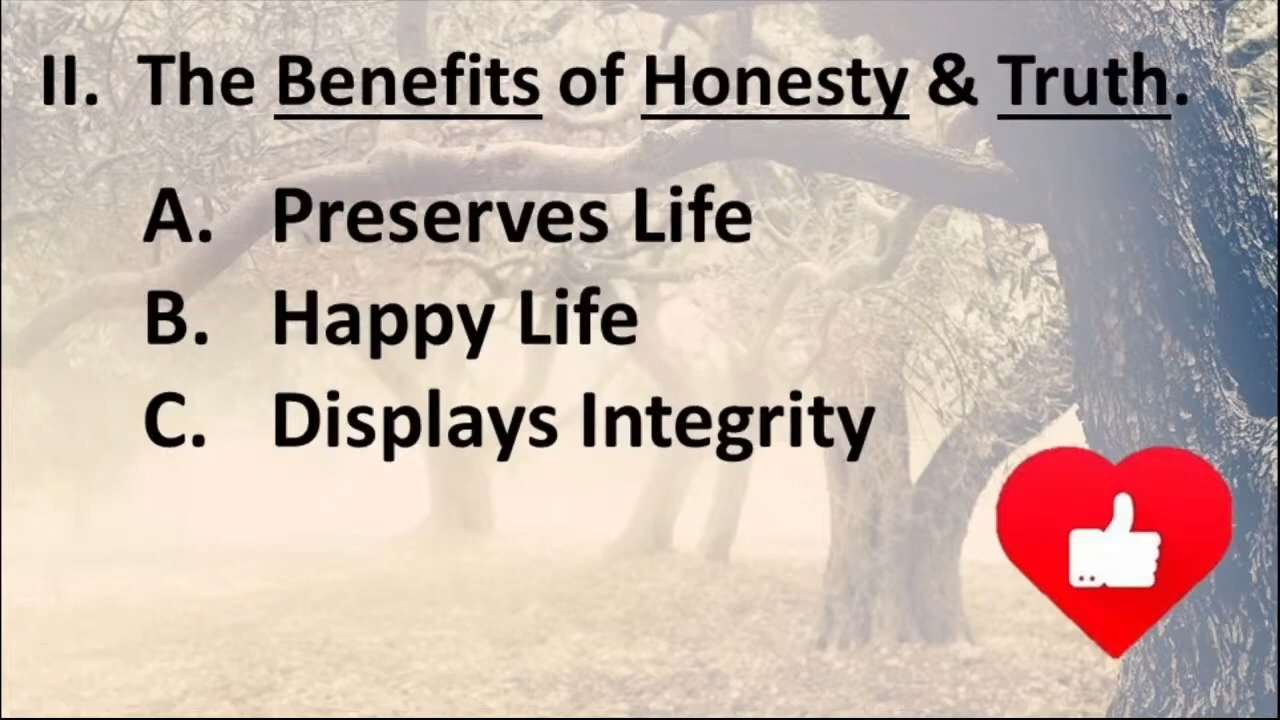 II. The Benefits of Honesty & Truth.
A. Preserves Life
B. Happy Life
C. Displays Integrity